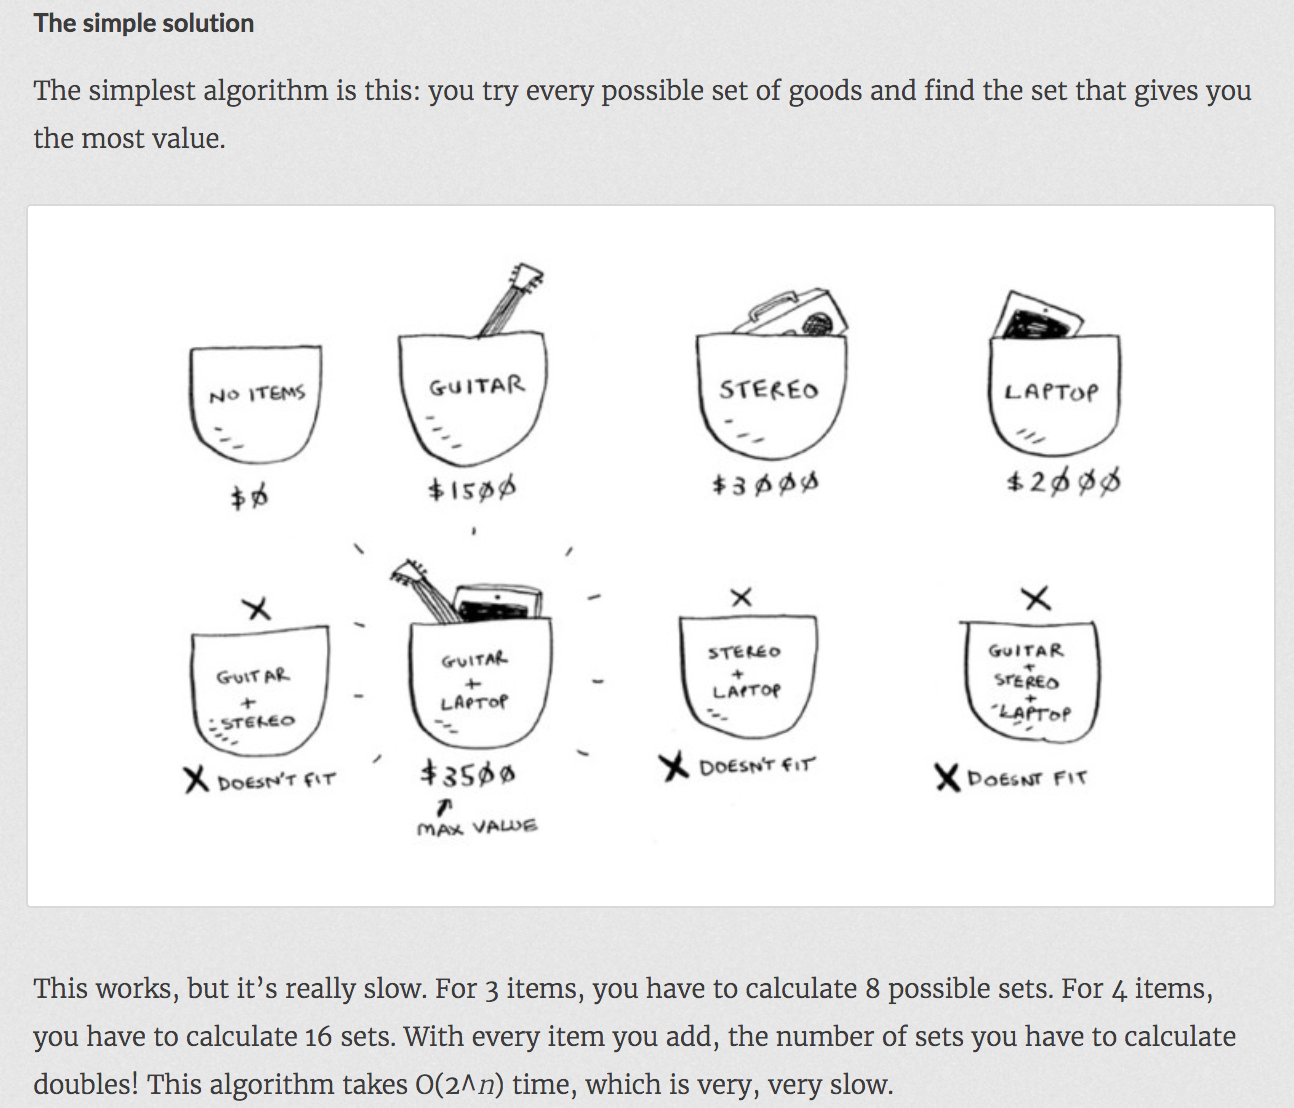 The simple solution
The simplest algorithm is this: you try every possible set of goods and find the set that gives you
the most value.
NO ITEMS
$0
GUITAR
$1500
STEREO
$3000
LAPTOP
$2000
X
GUITAR
+
STEREO
X DOESN'T FIT
GUITAR
+
LAPTOP
$3500
MAX VALUE
X
STEREO
+
LAPTOP
X DOESN'T FIT
X
GUITAR
+
STEREO
+
LAPTOP
X DOESNT FIT
This works, but it’s really slow. For 3 items, you have to calculate 8 possible sets. For 4 items,
you have to calculate 16 sets. With every item you add, the number of sets you have to calculate
doubles! This algorithm takes O(2^n) time, which is very, very slow.